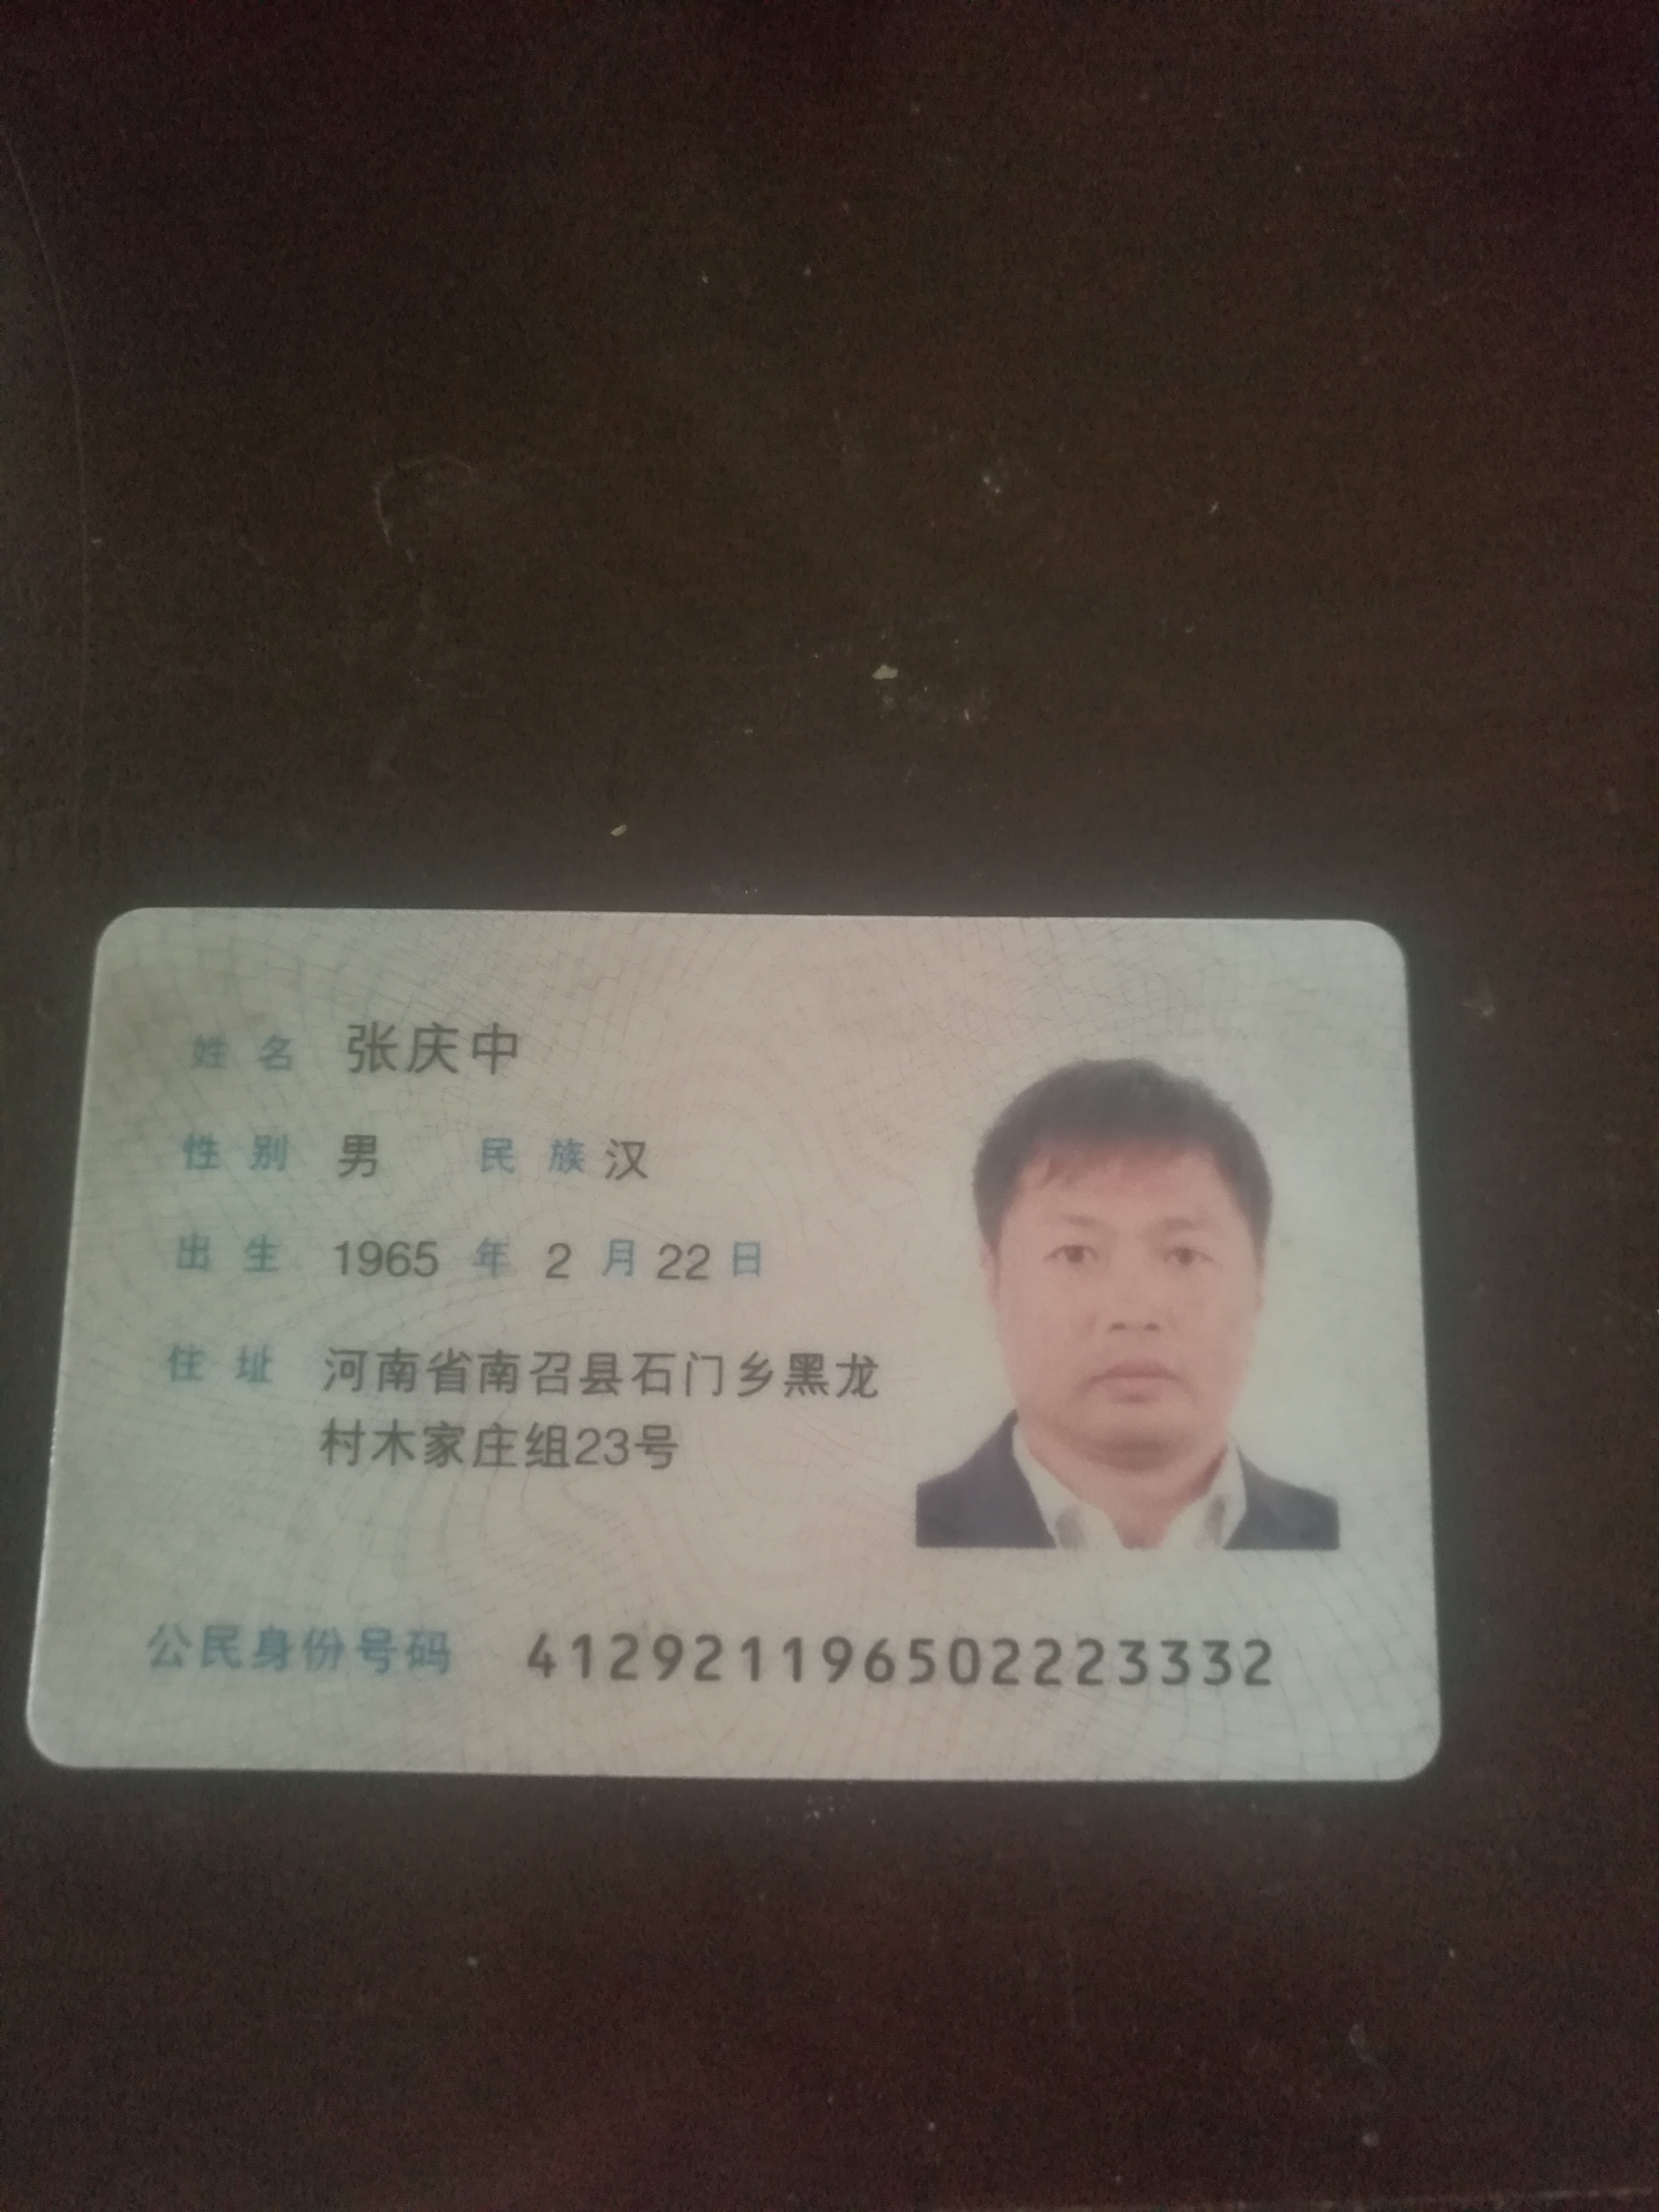 姓名 张庆中
性别 男 民族 汉
出生 1965 年 2 月 22 日
住址 河南省南召县石门乡黑龙
村木家庄组23号
公民身份号码 412921196502223332